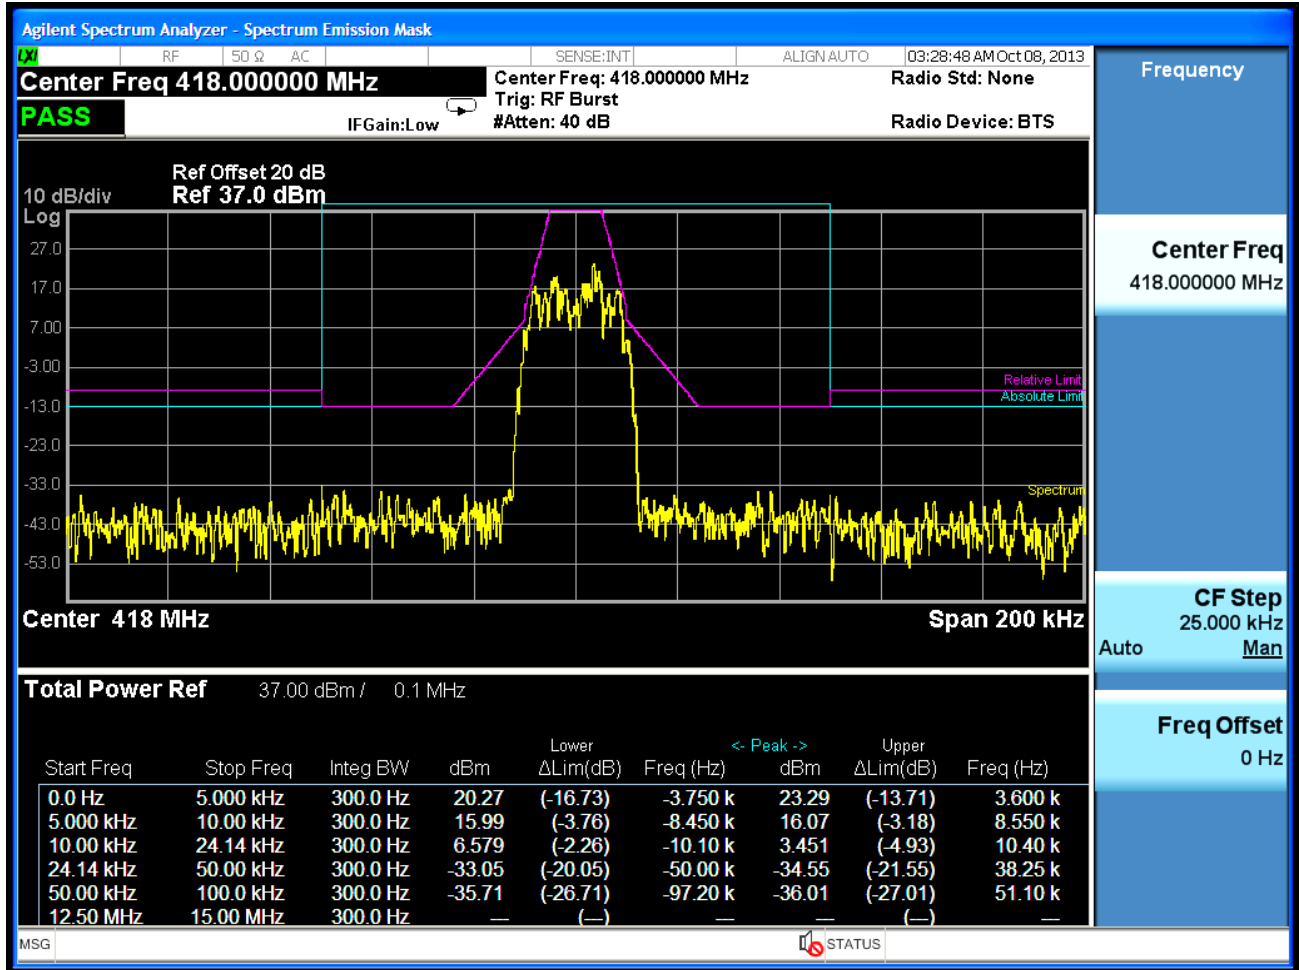 Agilent Spectrum Analyzer - Spectrum Emission Mask
LXI RF 50 Ω AC SENSE:INT ALIGN AUTO 03:28:48 AM Oct 08, 2013
Center Freq 418.000000 MHz
Center Freq: 418.000000 MHz
Radio Std: None
Trig: RF Burst
PASS
IFGain:Low
#Atten: 40 dB
Radio Device: BTS
Ref Offset 20 dB
10 dB/div Ref 37.0 dBm
Log
27.0
17.0
7.00
-3.00
Relative Limit
Absolute Limit
-13.0
-23.0
-33.0
Spectrum
-43.0
-53.0
Center 418 MHz Span 200 kHz
Total Power Ref 37.00 dBm / 0.1 MHz
Lower <- Peak -> Upper
Start Freq Stop Freq Integ BW dBm ΔLim(dB) Freq (Hz) dBm ΔLim(dB) Freq (Hz)
0.0 Hz 5.000 kHz 300.0 Hz 20.27 (-16.73) -3.750 k 23.29 (-13.71) 3.600 k
5.000 kHz 10.00 kHz 300.0 Hz 15.99 (-3.76) -8.450 k 16.07 (-3.18) 8.550 k
10.00 kHz 24.14 kHz 300.0 Hz 6.579 (-2.26) -10.10 k 3.451 (-4.93) 10.40 k
24.14 kHz 50.00 kHz 300.0 Hz -33.05 (-20.05) -50.00 k -34.55 (-21.55) 38.25 k
50.00 kHz 100.0 kHz 300.0 Hz -35.71 (-26.71) -97.20 k -36.01 (-27.01) 51.10 k
12.50 MHz 15.00 MHz 300.0 Hz --- (---) --- --- (---) ---
MSG STATUS
Frequency
Center Freq
418.000000 MHz
CF Step
25.000 kHz
Auto Man
Freq Offset
0 Hz